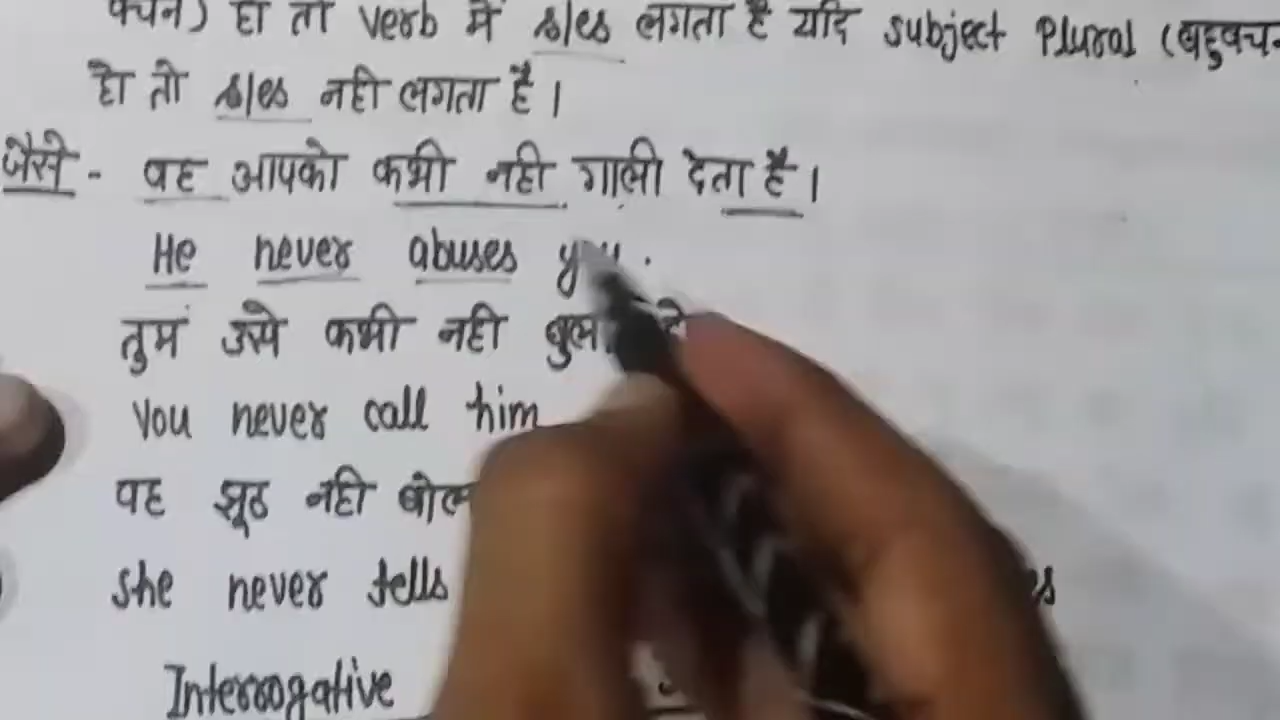 वचन) हो तो verb में s/es लगता है यदि subject Plural (बहुवचन
हो तो s/es नही लगता है।
जैसे - वह आपको कभी नही गाली देता है।
He never abuses you.
तुम उसे कभी नही
You never call him
वह झूठ नही
She never tells
Interrogative